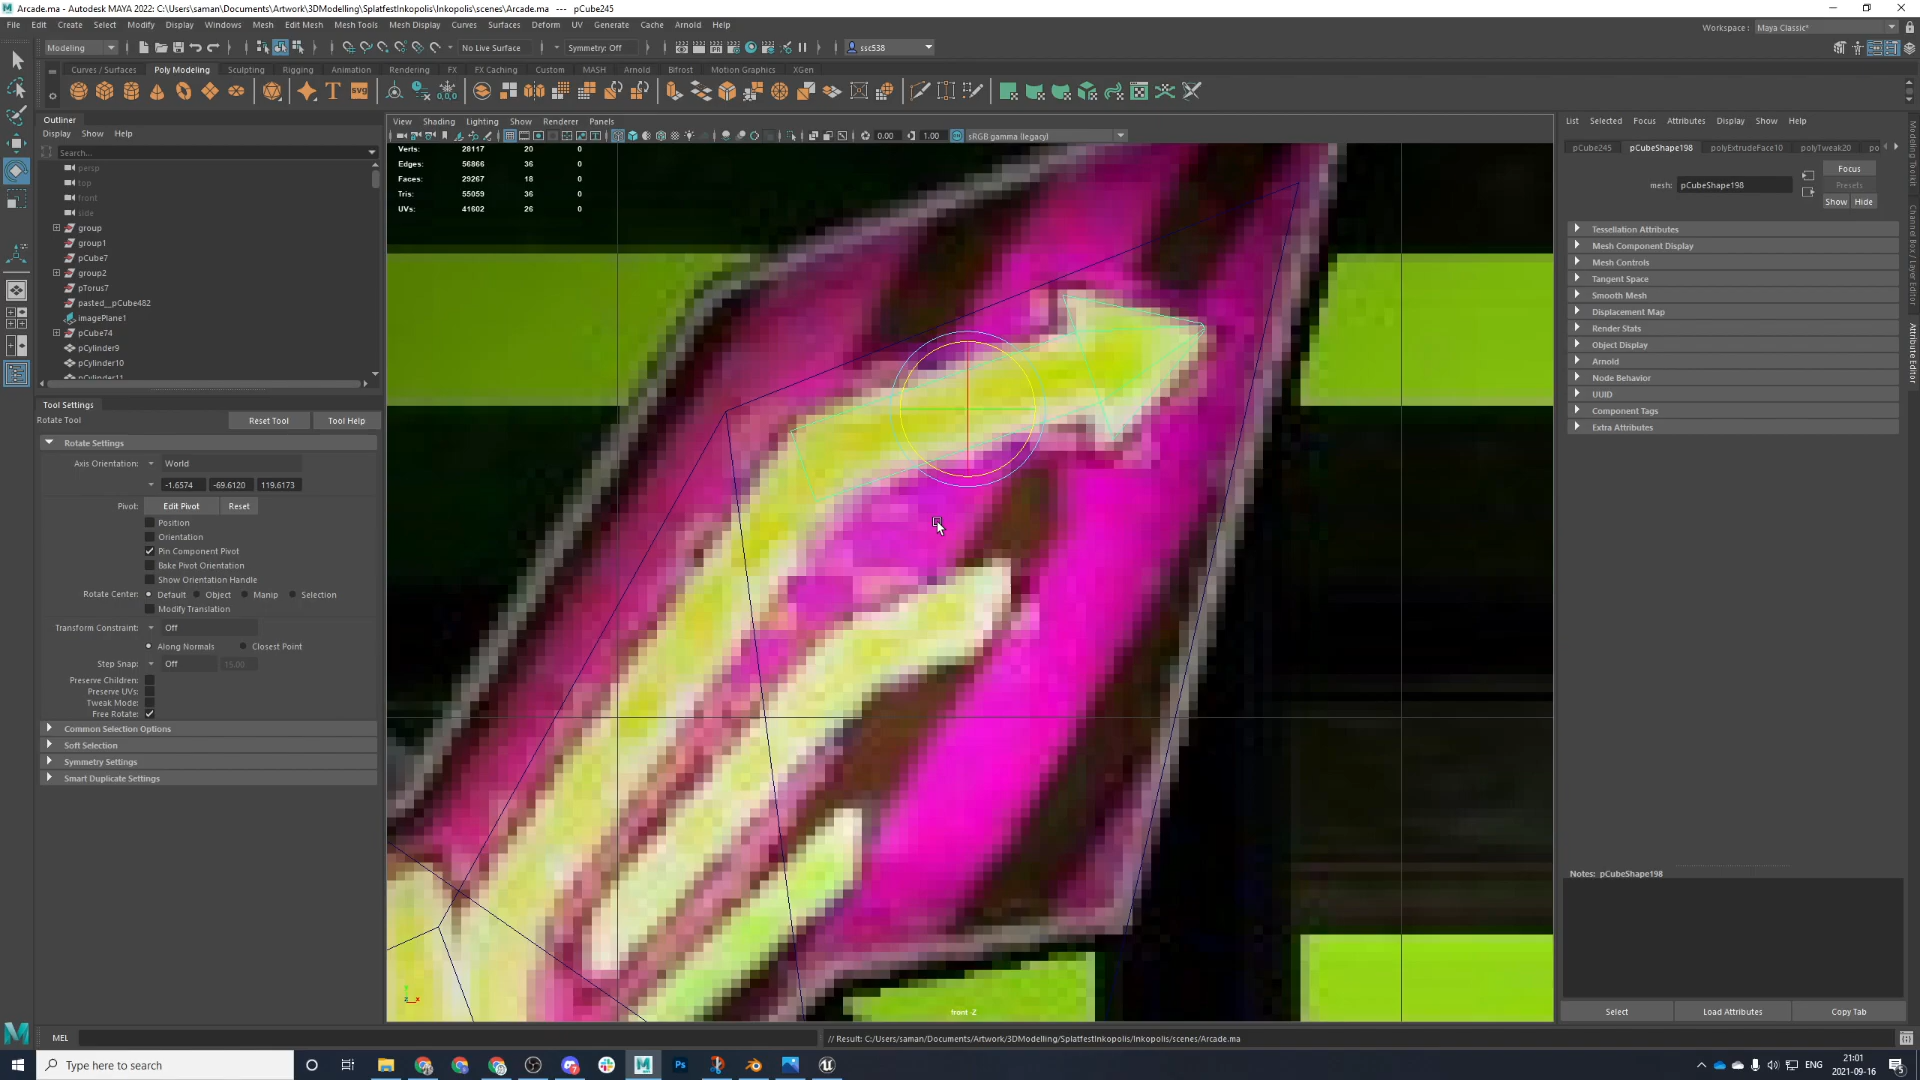 Arcade.ma - Autodesk MAYA 2022: C:\Users\saman\Documents\Artwork\3DModelling\SplatfestInkopolis\Inkopolis\scenes\Arcade.ma --- pCube245
File Edit Create Select Modify Display Windows Mesh Edit Mesh Mesh Tools Mesh Display Curves Surfaces Deform UV Generate Cache Arnold Help
Workspace: Maya Classic*
Modeling No Live Surface Symmetry: Off ssc538
Curves / Surfaces Poly Modeling Sculpting Rigging Animation Rendering FX FX Caching Custom MASH Arnold Bifrost Motion Graphics XGen
Outliner
Display Show Help
Search...
persp
top
front
side
group
group1
pCube7
group2
pTorus7
pasted__pCube482
imagePlane1
pCube74
pCylinder9
pCylinder10
pCylinder11
Tool Settings
Rotate Tool Reset Tool Tool Help
Rotate Settings
Axis Orientation: World
-1.6574 -69.6120 119.6173
Pivot: Edit Pivot Reset
Position
Orientation
Pin Component Pivot
Bake Pivot Orientation
Show Orientation Handle
Rotate Center: Default Object Manip Selection
Modify Translation
Transform Constraint: Off
Along Normals Closest Point
Step Snap: Off 15.00
Preserve Children:
Preserve UVs:
Tweak Mode:
Free Rotate:
Common Selection Options
Soft Selection
Symmetry Settings
Smart Duplicate Settings
View Shading Lighting Show Renderer Panels
0.00 1.00 sRGB gamma (legacy)
Verts: 28117 20 0
Edges: 56866 36 0
Faces: 29267 18 0
Tris: 55059 36 0
UVs: 41602 26 0
front -Z
List Selected Focus Attributes Display Show Help
pCube245 pCubeShape198 polyExtrudeFace10 polyTweak20 po
Focus
Presets
mesh: pCubeShape198
Show Hide
Tessellation Attributes
Mesh Component Display
Mesh Controls
Tangent Space
Smooth Mesh
Displacement Map
Render Stats
Object Display
Arnold
Node Behavior
UUID
Component Tags
Extra Attributes
Notes: pCubeShape198
Select Load Attributes Copy Tab
Modeling Toolkit
Channel Box / Layer Editor
Attribute Editor
MEL // Result: C:/Users/saman/Documents/Artwork/3DModelling/SplatfestInkopolis/Inkopolis/scenes/Arcade.ma
Type here to search
ENG
21:01
2021-09-16